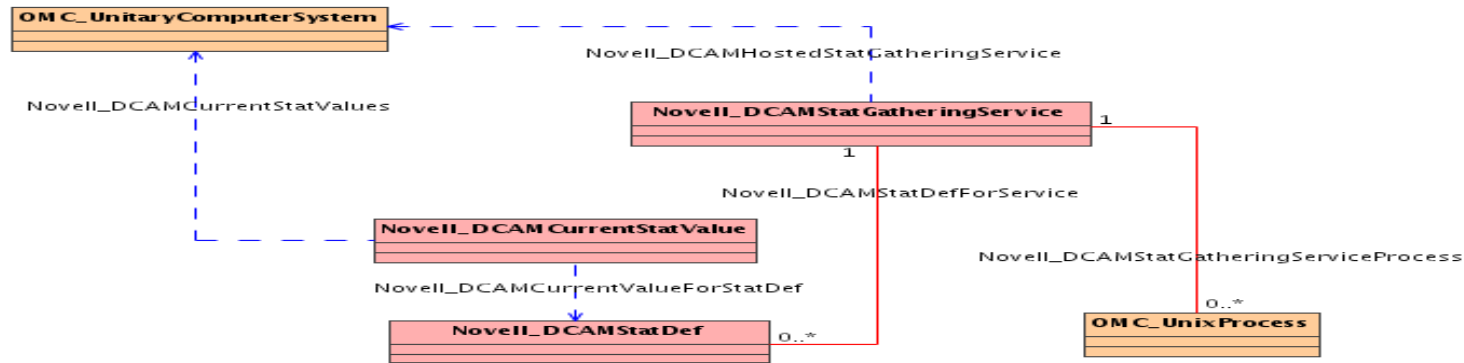 OMC_UnitaryComputerSystem
Novell_DCAMHostedStatGatheringService
Novell_DCAMCurrentStatValues
Novell_DCAMStatGatheringService
1
1
Novell_DCAMStatDefForService
Novell_DCAMCurrentStatValue
Novell_DCAMStatGatheringServiceProcess
Novell_DCAMCurrentValueForStatDef
0..*
OMC_UnixProcess
Novell_DCAMStatDef
0..*